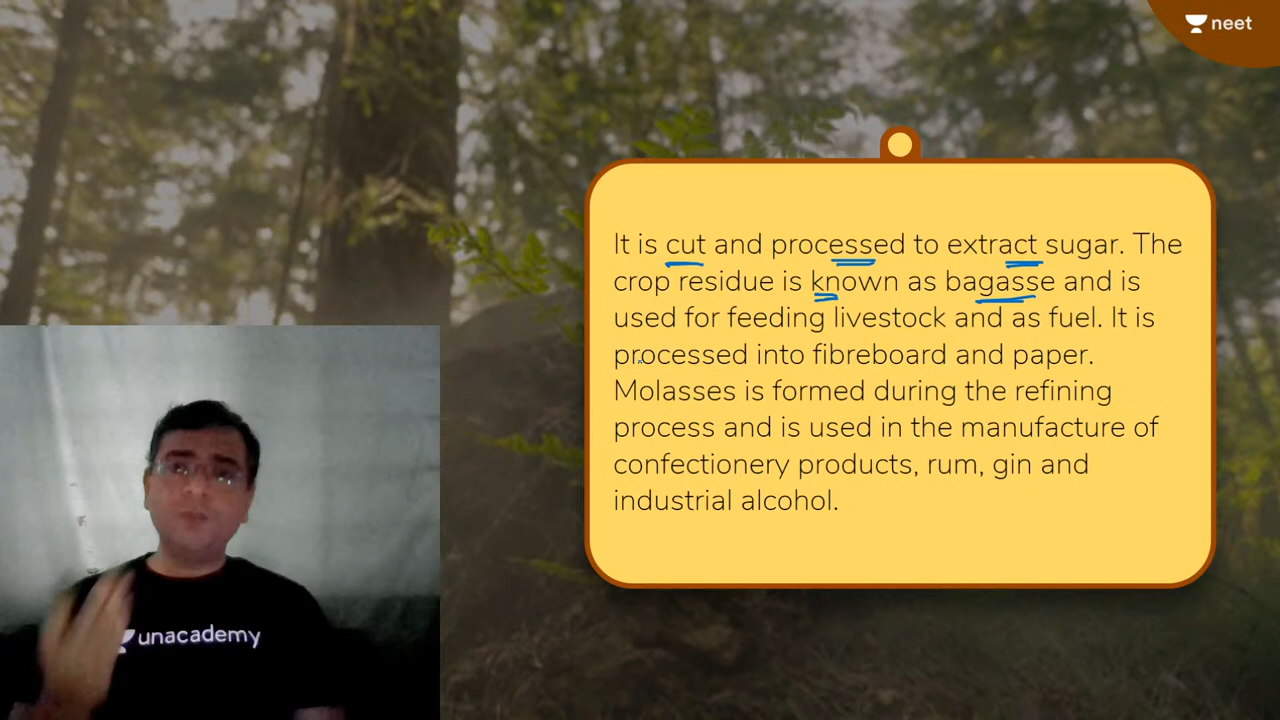 neet
It is cut and processed to extract sugar. The
crop residue is known as bagasse and is
used for feeding livestock and as fuel. It is
processed into fibreboard and paper.
Molasses is formed during the refining
process and is used in the manufacture of
confectionery products, rum, gin and
industrial alcohol.
unacademy